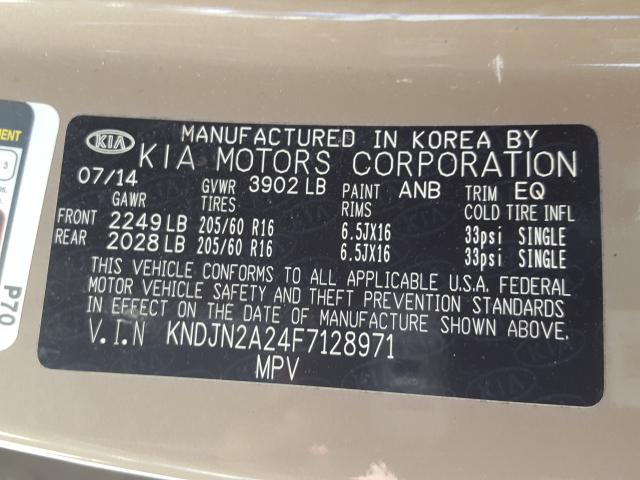 MENT
3
P70
KIA
MANUFACTURED IN KOREA BY
KIA MOTORS CORPORATION
07/14 GVWR 3902 LB PAINT ANB TRIM EQ
GAWR TIRES RIMS COLD TIRE INFL
FRONT 2249 LB 205/60 R16 6.5JX16 33psi SINGLE
REAR 2028 LB 205/60 R16 6.5JX16 33psi SINGLE
THIS VEHICLE CONFORMS TO ALL APPLICABLE U.S.A. FEDERAL
MOTOR VEHICLE SAFETY AND THEFT PREVENTION STANDARDS
IN EFFECT ON THE DATE OF MANUFACTURE SHOWN ABOVE.
V.I.N KNDJN2A24F7128971
MPV